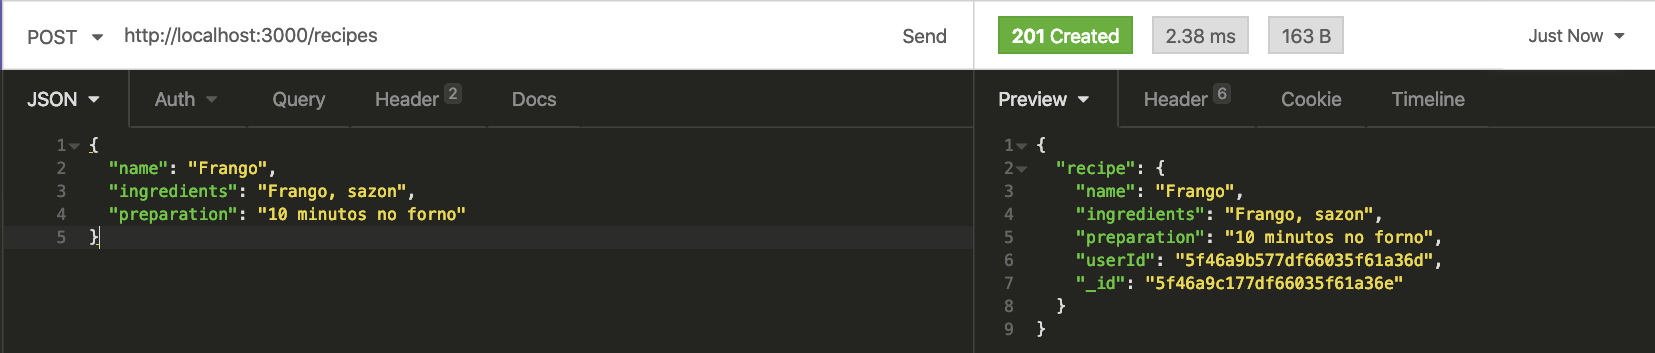 POST http://localhost:3000/recipes Send 201 Created 2.38 ms 163 B Just Now
JSON Auth Query Header 2 Docs
1 {
2 "name": "Frango",
3 "ingredients": "Frango, sazon",
4 "preparation": "10 minutos no forno"
5 }
Preview Header 6 Cookie Timeline
1 {
2 "recipe": {
3 "name": "Frango",
4 "ingredients": "Frango, sazon",
5 "preparation": "10 minutos no forno",
6 "userId": "5f46a9b577df66035f61a36d",
7 "_id": "5f46a9c177df66035f61a36e"
8 }
9 }